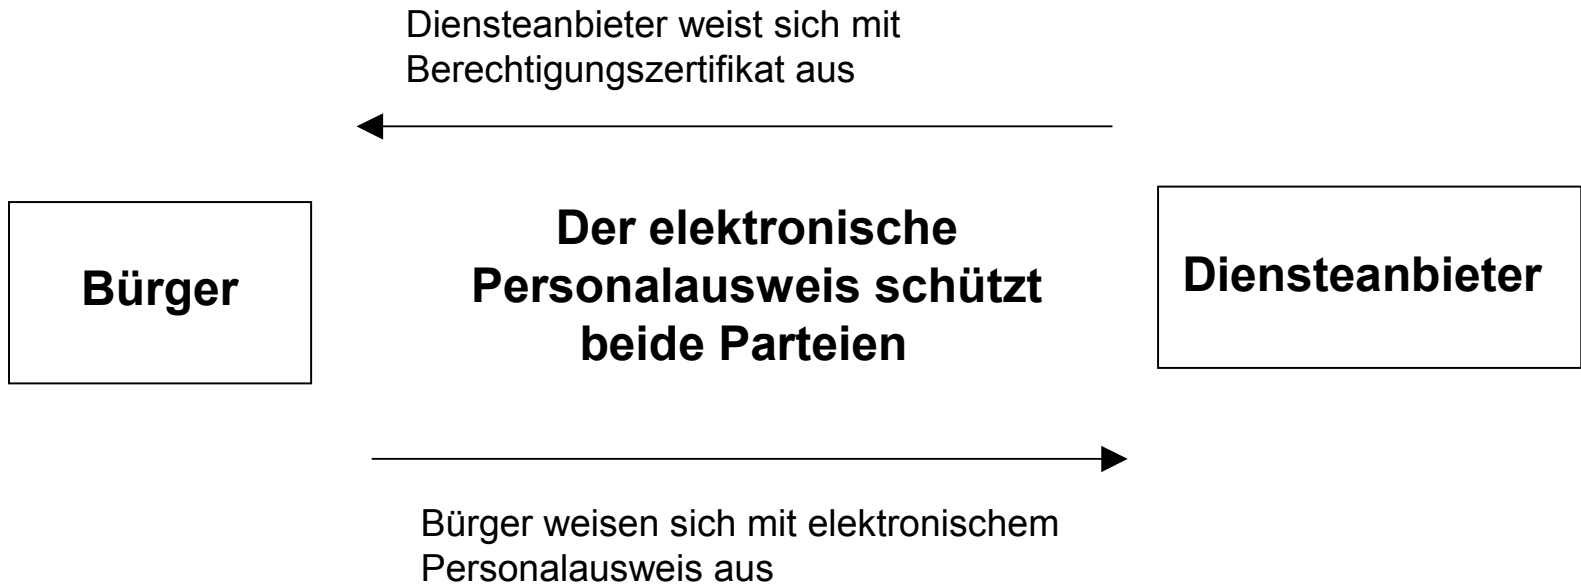 Diensteanbieter weist sich mit
Berechtigungszertifikat aus
Bürger
Der elektronische
Personalausweis schützt
beide Parteien
Diensteanbieter
Bürger weisen sich mit elektronischem
Personalausweis aus